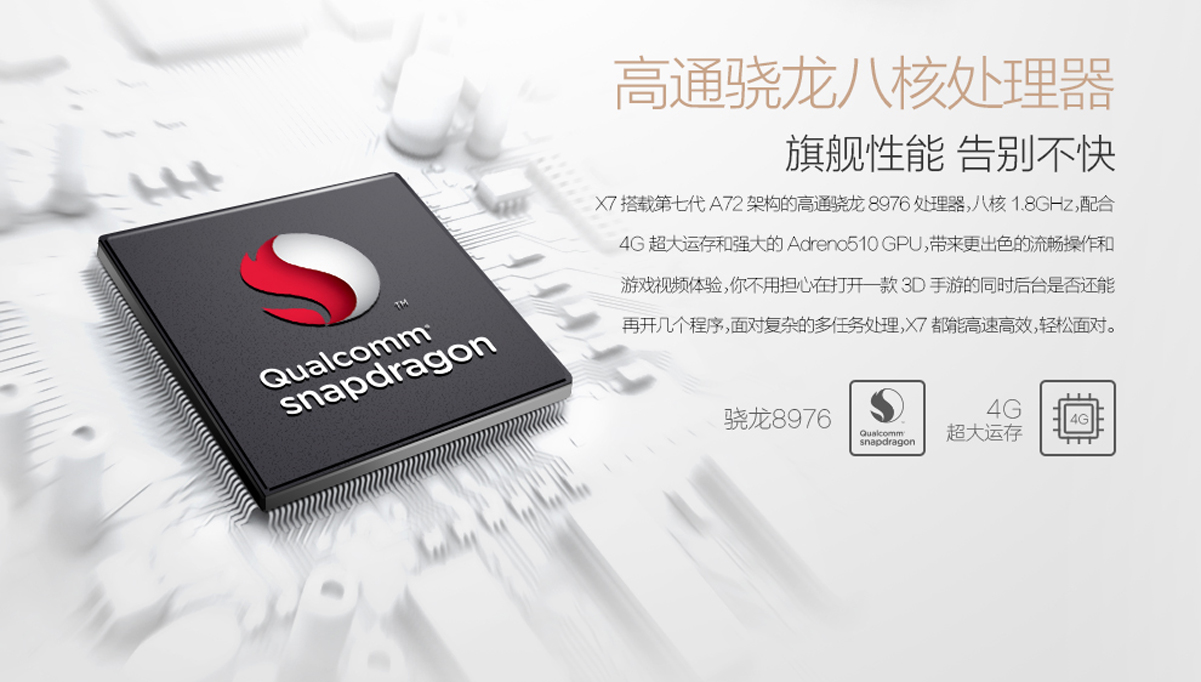 高通骁龙八核处理器
旗舰性能 告别不快
X7 搭载第七代 A72 架构的高通骁龙 8976 处理器,八核 1.8GHz,配合
4G 超大运存和强大的 Adreno510 GPU,带来更出色的流畅操作和
游戏视频体验,你不用担心在打开一款 3D 手游的同时后台是否还能
再开几个程序,面对复杂的多任务处理,X7 都能高速高效,轻松面对。
TM
Qualcomm®
snapdragon
骁龙8976
Qualcomm
snapdragon
4G
超大运存
4G